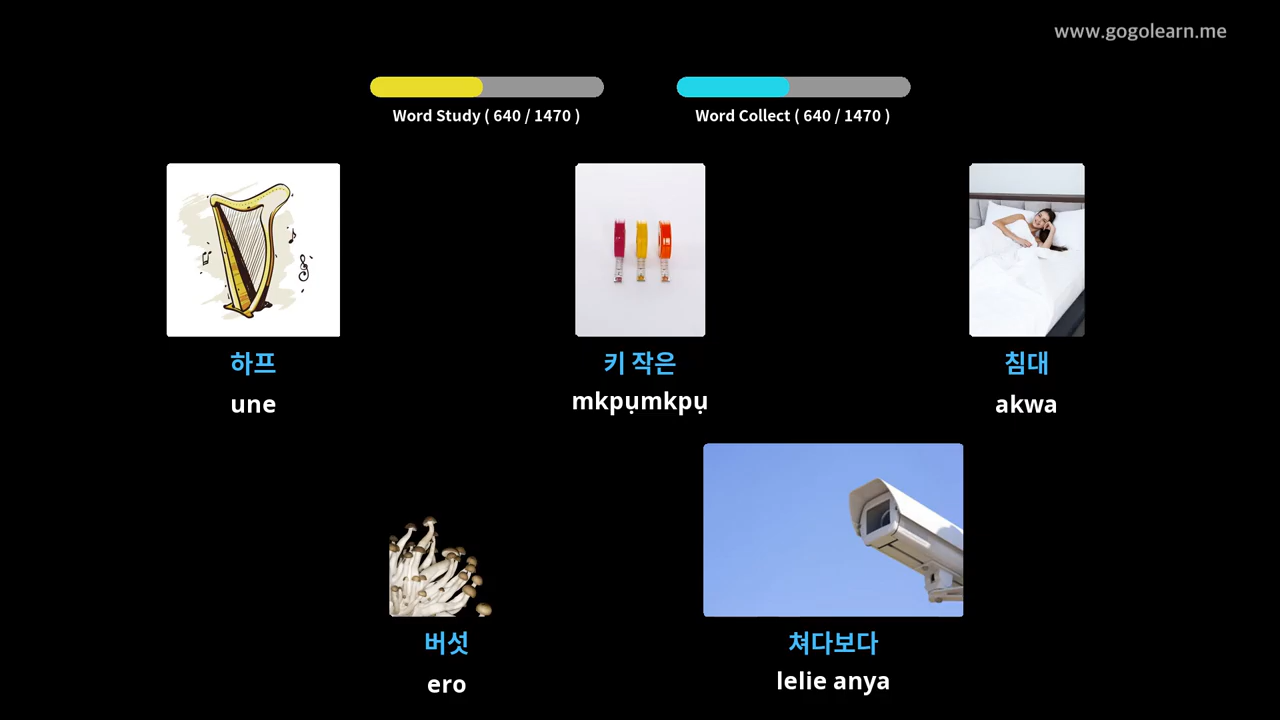 www.gogolearn.me
Word Study ( 640 / 1470 )
Word Collect ( 640 / 1470 )
하프
une
키 작은
mkpụmkpụ
침대
akwa
버섯
ero
쳐다보다
lelie anya